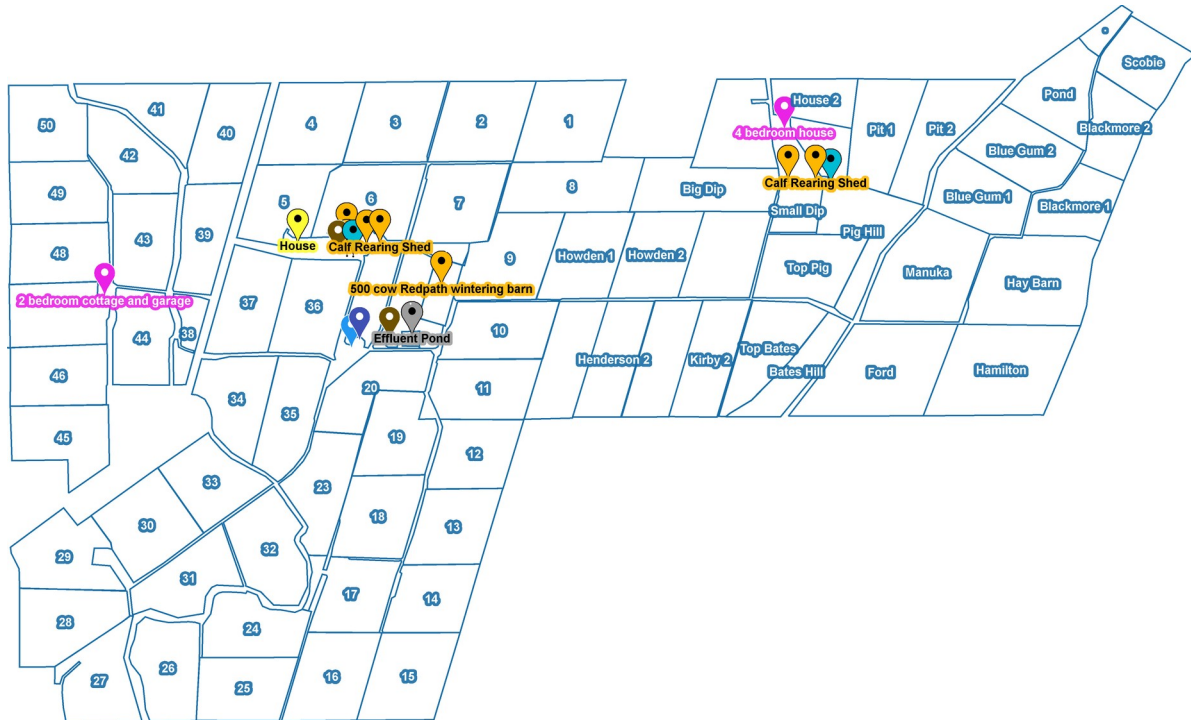 Scobie
Pond
41
50
40
House 2
4
3
2
1
4 bedroom house
Pit 1
Pit 2
Blackmore 2
42
Blue Gum 2
Calf Rearing Shed
49
5
6
7
8
Big Dip
Blue Gum 1
Blackmore 1
Small Dip
43
39
House
Calf Rearing Shed
Pig Hill
48
9
Howden 1
Howden 2
Top Pig
Manuka
Hay Barn
500 cow Redpath wintering barn
2 bedroom cottage and garage
37
36
44
38
Effluent Pond
10
Top Bates
Henderson 2
Kirby 2
Bates Hill
Ford
Hamilton
46
20
11
34
35
45
19
12
33
23
18
13
30
29
32
31
17
14
28
24
26
27
25
16
15